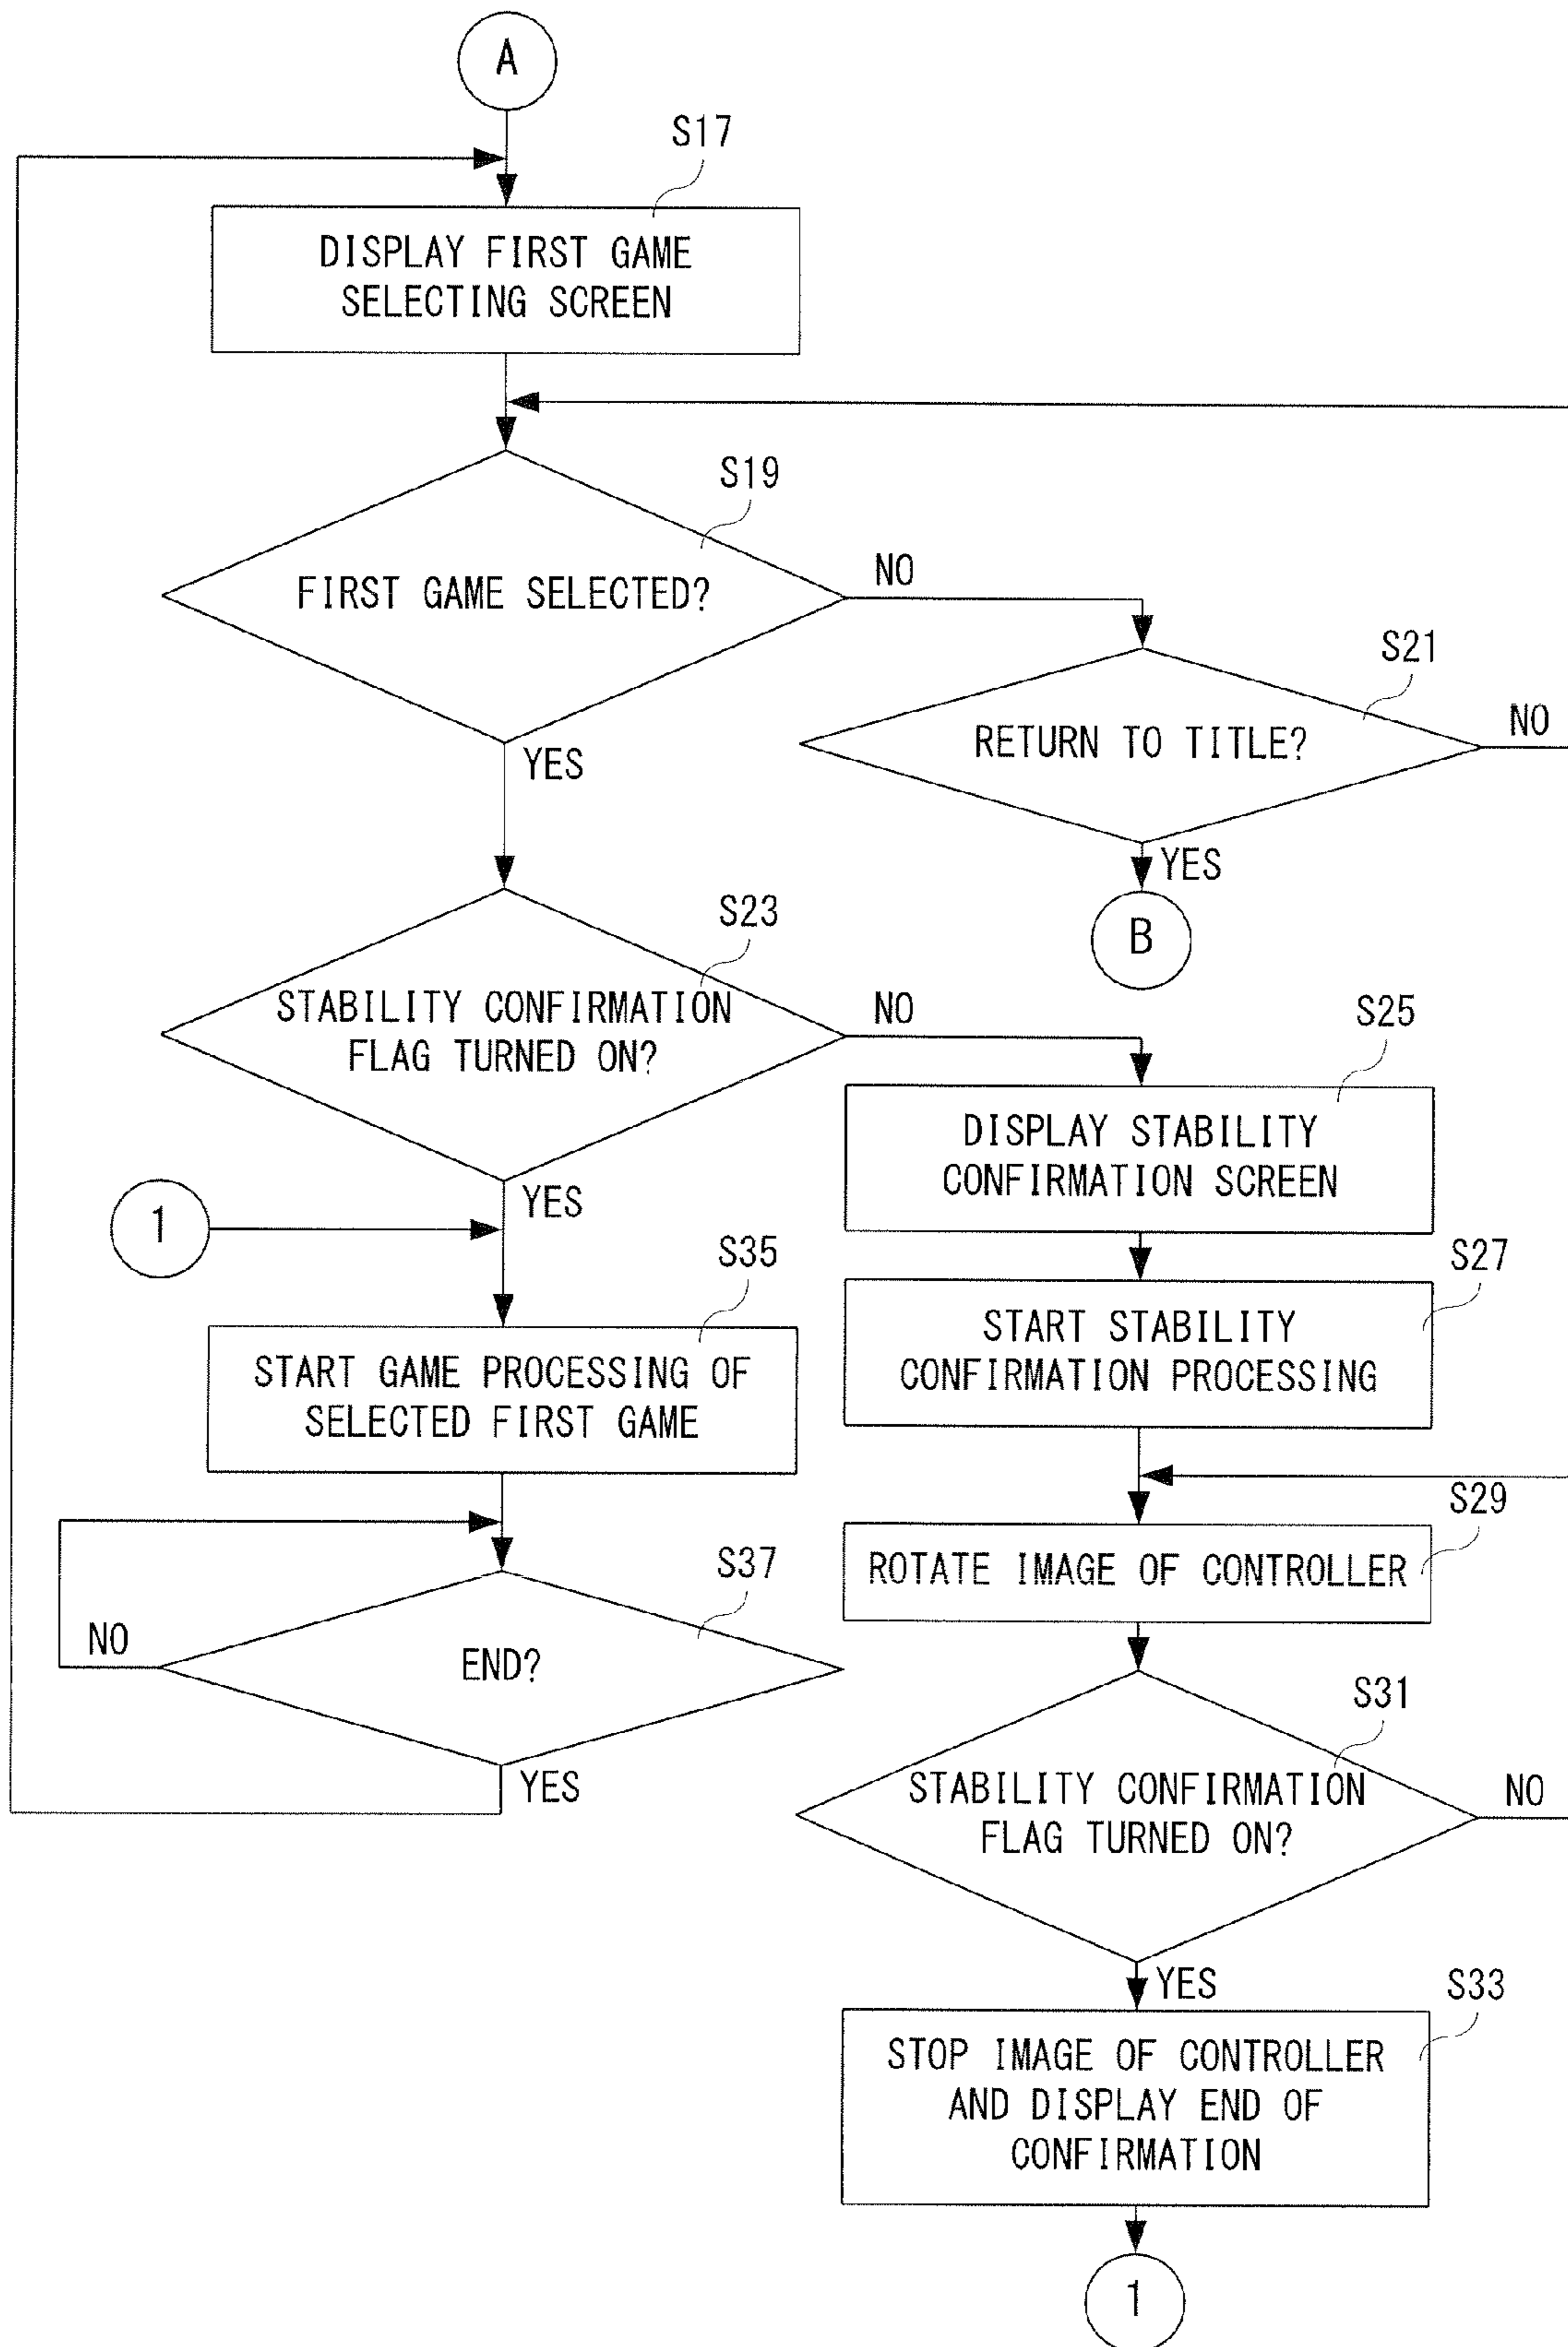 A
S17
DISPLAY FIRST GAME
SELECTING SCREEN
S19
FIRST GAME SELECTED?
NO
YES
S21
RETURN TO TITLE?
NO
YES
B
S23
STABILITY CONFIRMATION
FLAG TURNED ON?
NO
YES
S25
DISPLAY STABILITY
CONFIRMATION SCREEN
1
S35
START GAME PROCESSING OF
SELECTED FIRST GAME
S27
START STABILITY
CONFIRMATION PROCESSING
S29
ROTATE IMAGE OF CONTROLLER
S37
END?
NO
YES
S31
STABILITY CONFIRMATION
FLAG TURNED ON?
NO
YES
S33
STOP IMAGE OF CONTROLLER
AND DISPLAY END OF
CONFIRMATION
1